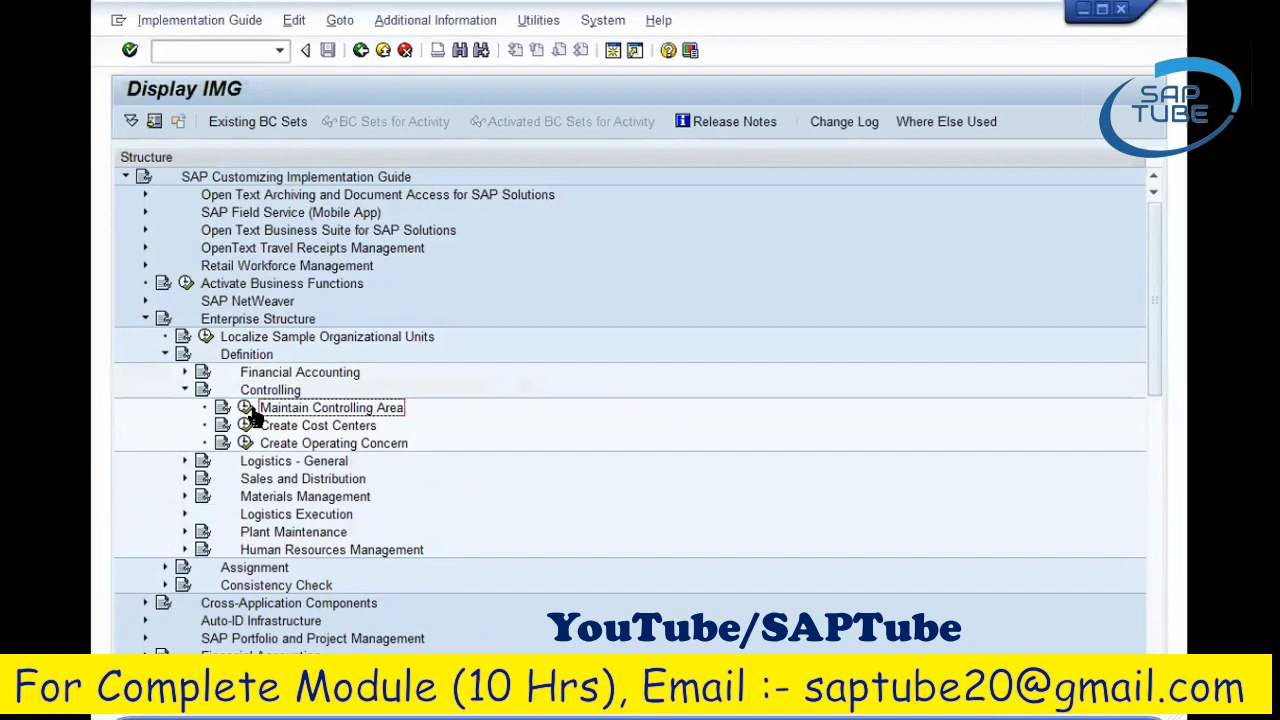 Implementation Guide Edit Goto Additional Information Utilities System Help
Display IMG
Existing BC Sets BC Sets for Activity Activated BC Sets for Activity Release Notes Change Log Where Else Used
SAP
TUBE
Structure
SAP Customizing Implementation Guide
Open Text Archiving and Document Access for SAP Solutions
SAP Field Service (Mobile App)
Open Text Business Suite for SAP Solutions
OpenText Travel Receipts Management
Retail Workforce Management
Activate Business Functions
SAP NetWeaver
Enterprise Structure
Localize Sample Organizational Units
Definition
Financial Accounting
Controlling
Maintain Controlling Area
Create Cost Centers
Create Operating Concern
Logistics - General
Sales and Distribution
Materials Management
Logistics Execution
Plant Maintenance
Human Resources Management
Assignment
Consistency Check
Cross-Application Components
Auto-ID Infrastructure
SAP Portfolio and Project Management
YouTube/SAPTube
For Complete Module (10 Hrs), Email :- saptube20@gmail.com